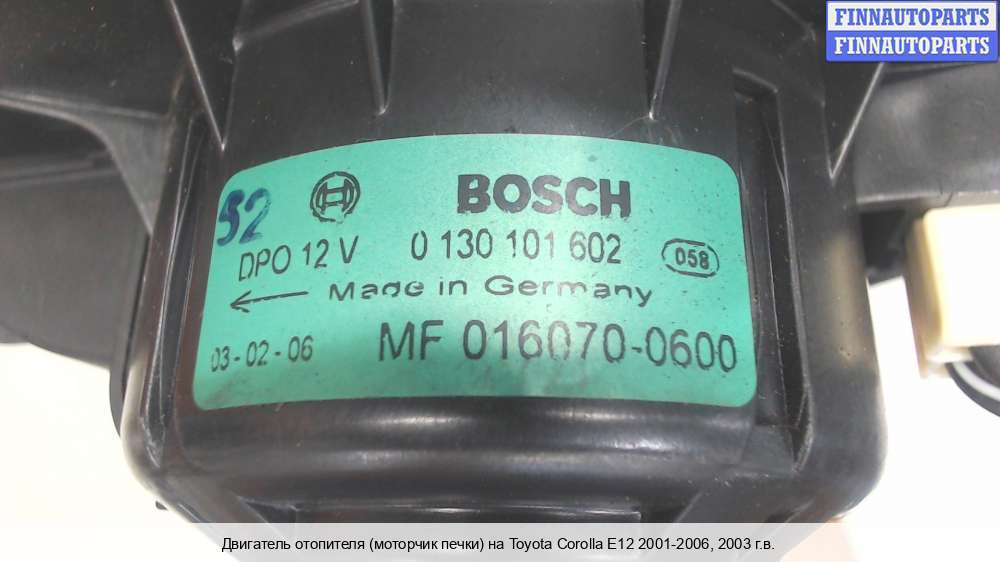 FINNAUTOPARTS
FINNAUTOPARTS
92
BOSCH
DPO 12 V 0 130 101 602 058
Made in Germany
03-02-06 MF 016070-0600
Двигатель отопителя (моторчик печки) на Toyota Corolla E12 2001-2006, 2003 г.в.